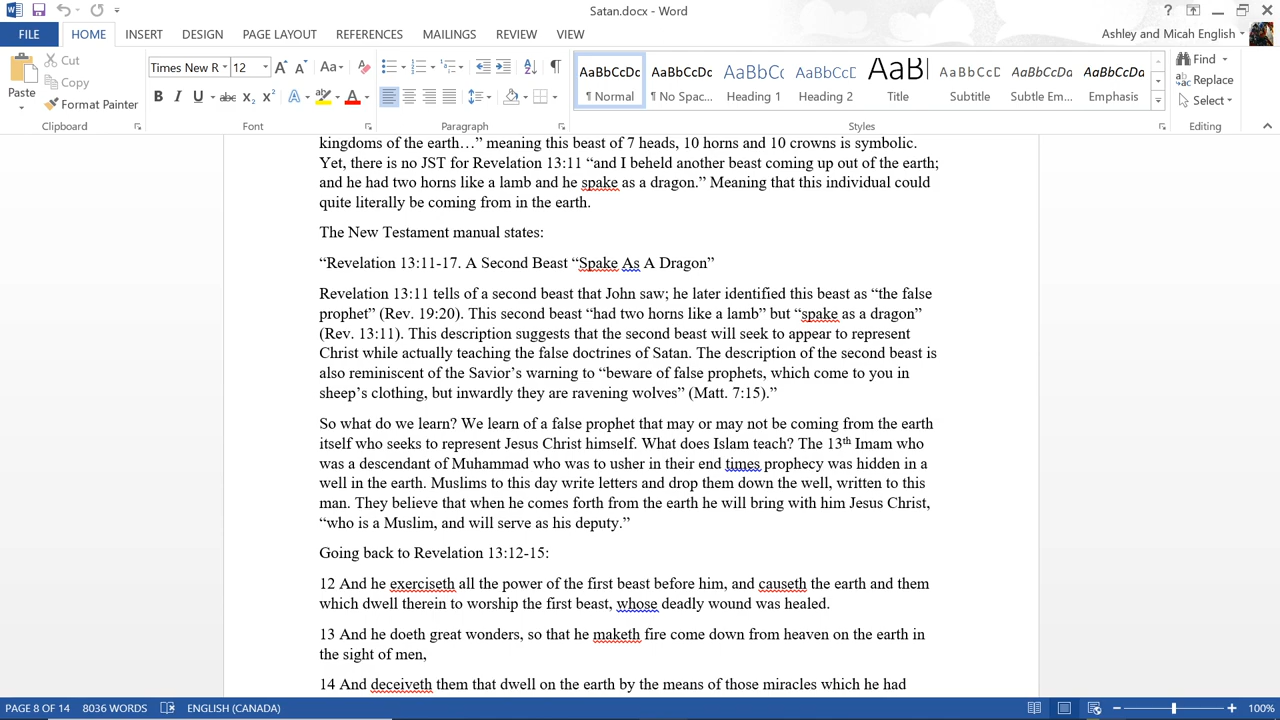 Satan.docx - Word
FILE HOME INSERT DESIGN PAGE LAYOUT REFERENCES MAILINGS REVIEW VIEW Ashley and Micah English
Paste Cut Copy Format Painter
Times New R 12
AaBbCcDc AaBbCcDc AaBbCc AaBbCcD AaBl AaBbCcD AaBbCcDa AaBbCcDa
¶ Normal ¶ No Spac... Heading 1 Heading 2 Title Subtitle Subtle Em... Emphasis
Find Replace Select
Clipboard Font Paragraph Styles Editing
kingdoms of the earth…” meaning this beast of 7 heads, 10 horns and 10 crowns is symbolic.
Yet, there is no JST for Revelation 13:11 “and I beheld another beast coming up out of the earth;
and he had two horns like a lamb and he spake as a dragon.” Meaning that this individual could
quite literally be coming from in the earth.
The New Testament manual states:
“Revelation 13:11-17. A Second Beast “Spake As A Dragon”
Revelation 13:11 tells of a second beast that John saw; he later identified this beast as “the false
prophet” (Rev. 19:20). This second beast “had two horns like a lamb” but “spake as a dragon”
(Rev. 13:11). This description suggests that the second beast will seek to appear to represent
Christ while actually teaching the false doctrines of Satan. The description of the second beast is
also reminiscent of the Savior’s warning to “beware of false prophets, which come to you in
sheep’s clothing, but inwardly they are ravening wolves” (Matt. 7:15).”
So what do we learn? We learn of a false prophet that may or may not be coming from the earth
itself who seeks to represent Jesus Christ himself. What does Islam teach? The 13th Imam who
was a descendant of Muhammad who was to usher in their end times prophecy was hidden in a
well in the earth. Muslims to this day write letters and drop them down the well, written to this
man. They believe that when he comes forth from the earth he will bring with him Jesus Christ,
“who is a Muslim, and will serve as his deputy.”
Going back to Revelation 13:12-15:
12 And he exerciseth all the power of the first beast before him, and causeth the earth and them
which dwell therein to worship the first beast, whose deadly wound was healed.
13 And he doeth great wonders, so that he maketh fire come down from heaven on the earth in
the sight of men,
14 And deceiveth them that dwell on the earth by the means of those miracles which he had
PAGE 8 OF 14 8036 WORDS ENGLISH (CANADA) 100%